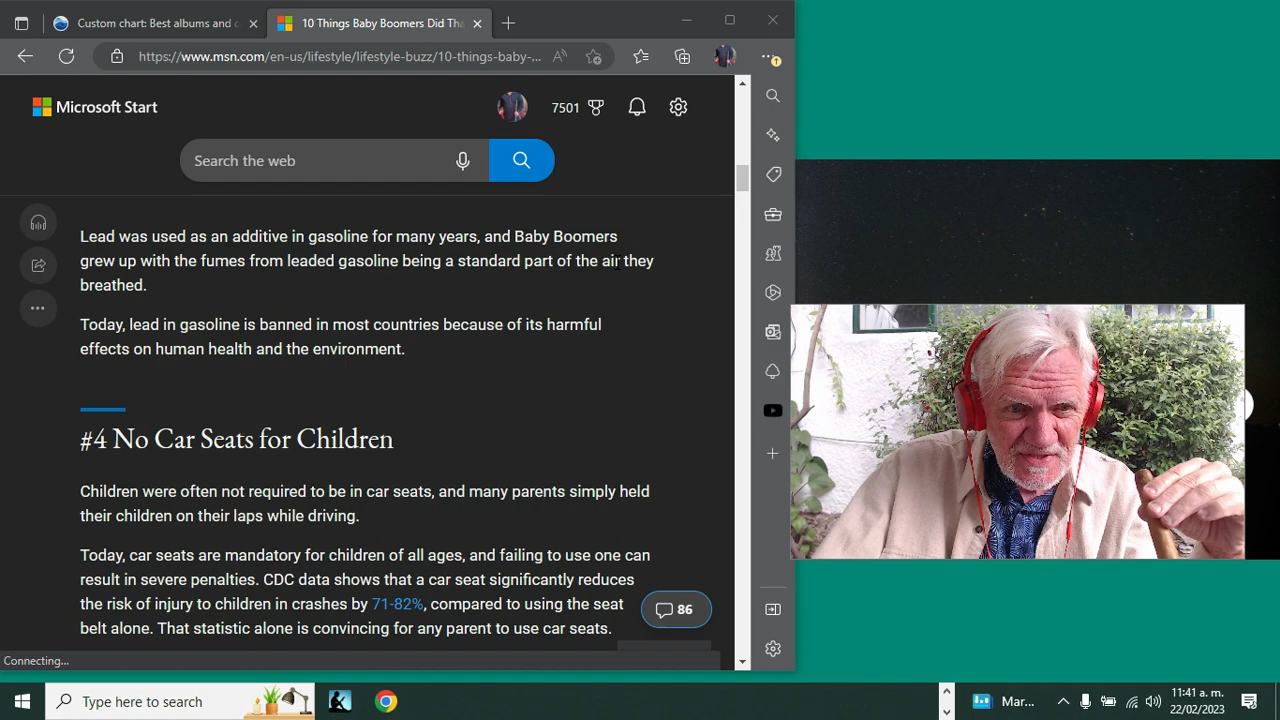 Custom chart: Best albums and c
10 Things Baby Boomers Did Tha
https://www.msn.com/en-us/lifestyle/lifestyle-buzz/10-things-baby-...
Microsoft Start
7501
Search the web
Lead was used as an additive in gasoline for many years, and Baby Boomers
grew up with the fumes from leaded gasoline being a standard part of the air they
breathed.
Today, lead in gasoline is banned in most countries because of its harmful
effects on human health and the environment.
#4 No Car Seats for Children
Children were often not required to be in car seats, and many parents simply held
their children on their laps while driving.
Today, car seats are mandatory for children of all ages, and failing to use one can
result in severe penalties. CDC data shows that a car seat significantly reduces
the risk of injury to children in crashes by 71-82%, compared to using the seat
belt alone. That statistic alone is convincing for any parent to use car seats.
86
Connecting...
Type here to search
Mar...
11:41 a. m.
22/02/2023